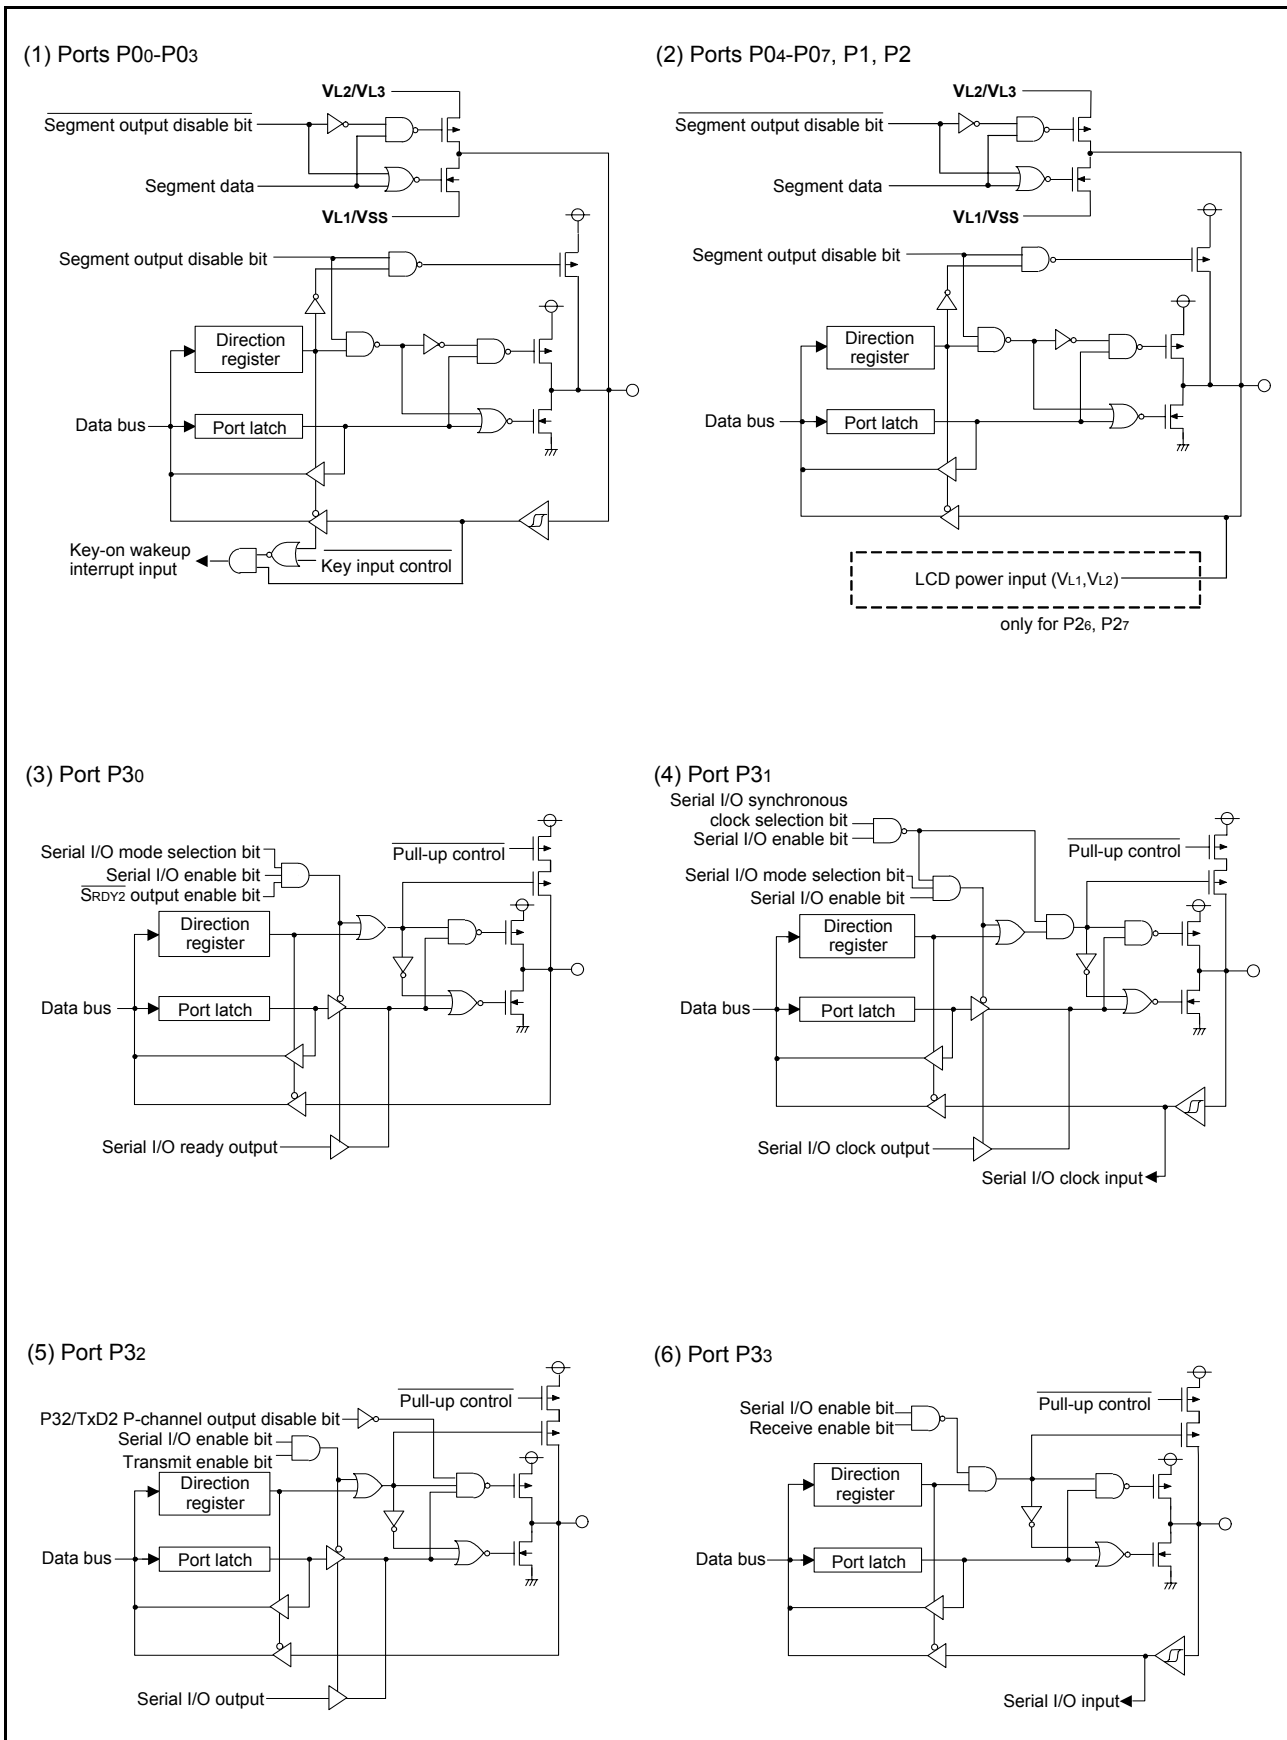 (1) Ports P00-P03
VL2/VL3
Segment output disable bit
Segment data
VL1/VSS
Segment output disable bit
Direction
register
Data bus
Port latch
Key-on wakeup
interrupt input
Key input control
(2) Ports P04-P07, P1, P2
VL2/VL3
Segment output disable bit
Segment data
VL1/VSS
Segment output disable bit
Direction
register
Data bus
Port latch
LCD power input (VL1,VL2)
only for P26, P27
(3) Port P30
Pull-up control
Serial I/O mode selection bit
Serial I/O enable bit
SRDY2 output enable bit
Direction
register
Data bus
Port latch
Serial I/O ready output
(4) Port P31
Serial I/O synchronous
clock selection bit
Serial I/O enable bit
Pull-up control
Serial I/O mode selection bit
Serial I/O enable bit
Direction
register
Data bus
Port latch
Serial I/O clock output
Serial I/O clock input
(5) Port P32
Pull-up control
P32/TxD2 P-channel output disable bit
Serial I/O enable bit
Transmit enable bit
Direction
register
Data bus
Port latch
Serial I/O output
(6) Port P33
Pull-up control
Serial I/O enable bit
Receive enable bit
Direction
register
Data bus
Port latch
Serial I/O input